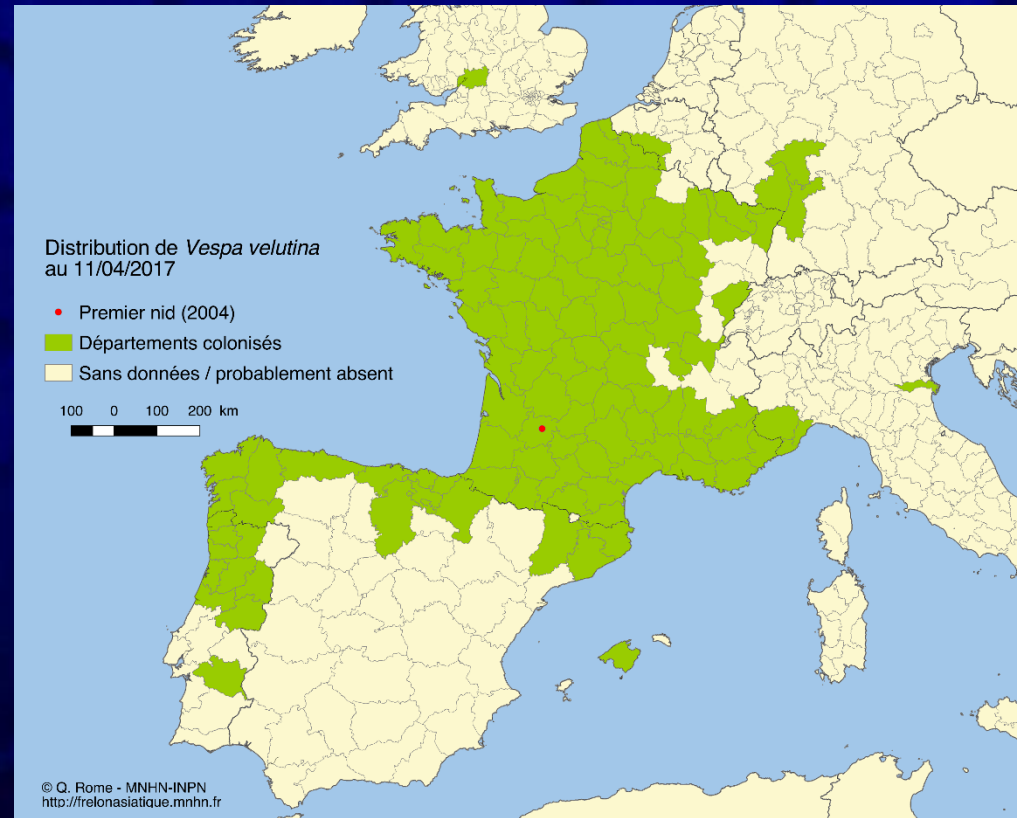 Distribution de Vespa velutina
au 11/04/2017
Premier nid (2004)
Départements colonisés
Sans données / probablement absent
100 0 100 200 km
© Q. Rome - MNHN-INPN
http://frelonasiatique.mnhn.fr